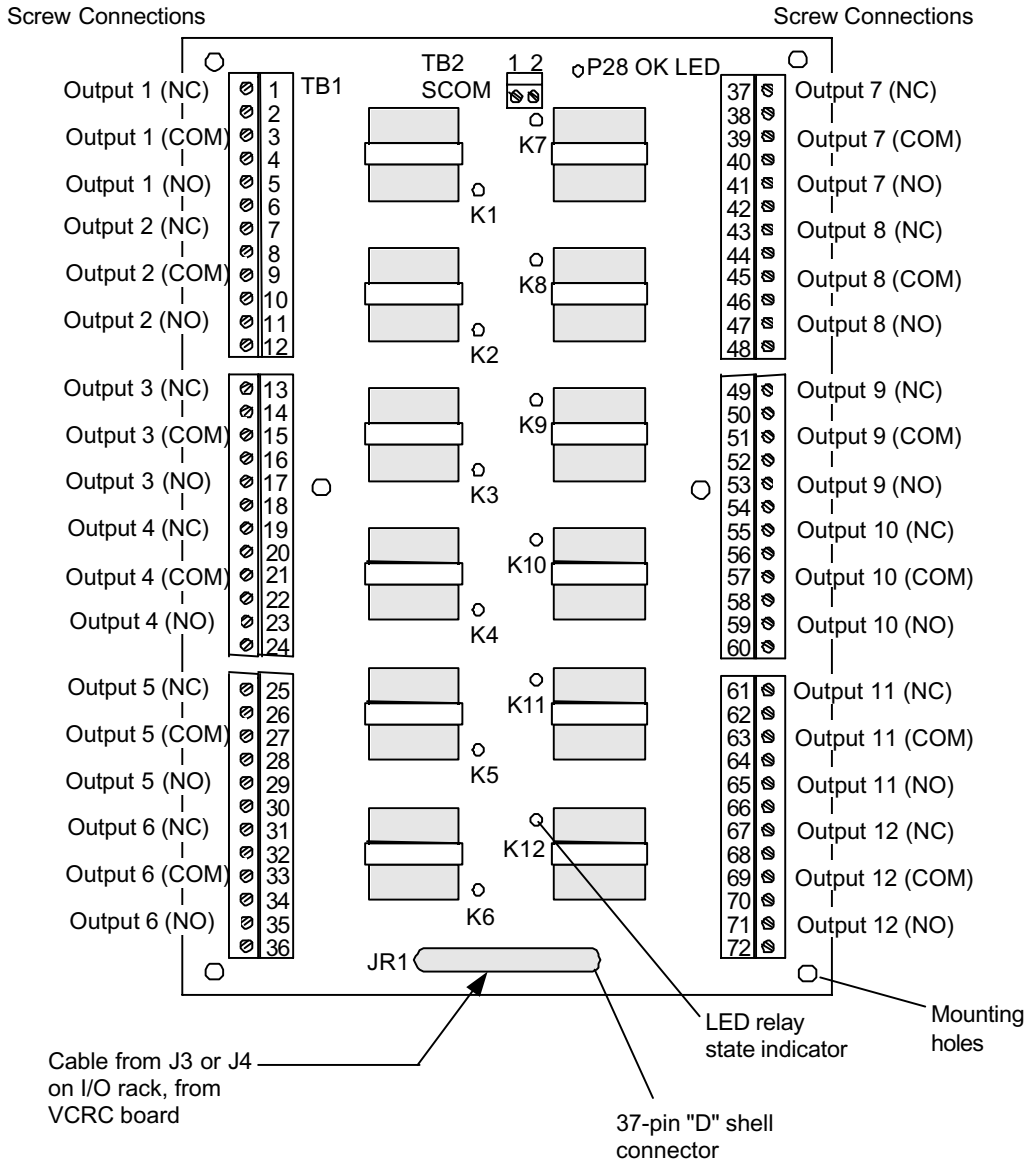 Screw Connections
Screw Connections
TB2 1 2 P28 OK LED
SCOM
TB1
Output 1 (NC) 1
2
Output 1 (COM) 3
4
Output 1 (NO) 5
6
Output 2 (NC) 7
8
Output 2 (COM) 9
10
Output 2 (NO) 11
12
Output 3 (NC) 13
14
Output 3 (COM) 15
16
Output 3 (NO) 17
18
Output 4 (NC) 19
20
Output 4 (COM) 21
22
Output 4 (NO) 23
24
Output 5 (NC) 25
26
Output 5 (COM) 27
28
Output 5 (NO) 29
30
Output 6 (NC) 31
32
Output 6 (COM) 33
34
Output 6 (NO) 35
36
K7
K1
K8
K2
K9
K3
K10
K4
K11
K5
K12
K6
37 Output 7 (NC)
38
39 Output 7 (COM)
40
41 Output 7 (NO)
42
43 Output 8 (NC)
44
45 Output 8 (COM)
46
47 Output 8 (NO)
48
49 Output 9 (NC)
50
51 Output 9 (COM)
52
53 Output 9 (NO)
54
55 Output 10 (NC)
56
57 Output 10 (COM)
58
59 Output 10 (NO)
60
61 Output 11 (NC)
62
63 Output 11 (COM)
64
65 Output 11 (NO)
66
67 Output 12 (NC)
68
69 Output 12 (COM)
70
71 Output 12 (NO)
72
JR1
Cable from J3 or J4
on I/O rack, from
VCRC board
LED relay
state indicator
Mounting
holes
37-pin "D" shell
connector